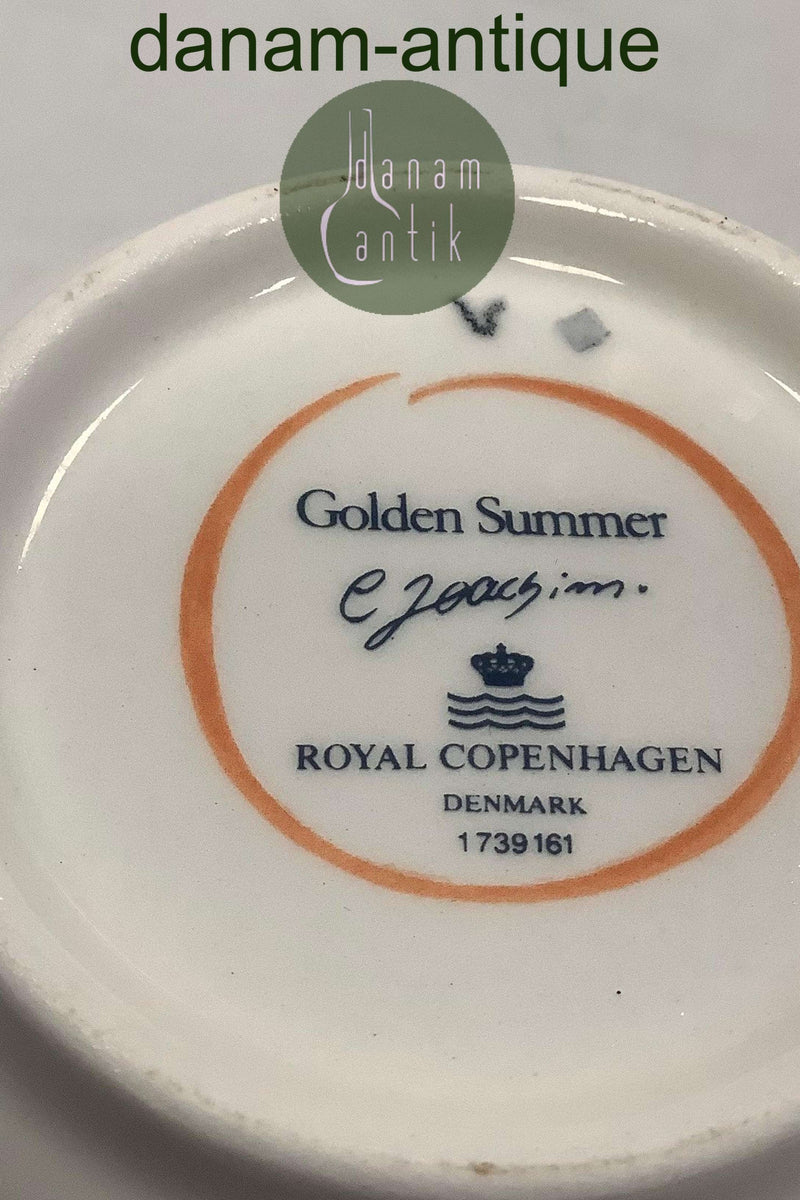 danam-antique
danam
antik
Golden Summer
C Joachim.
ROYAL COPENHAGEN
DENMARK
1739161